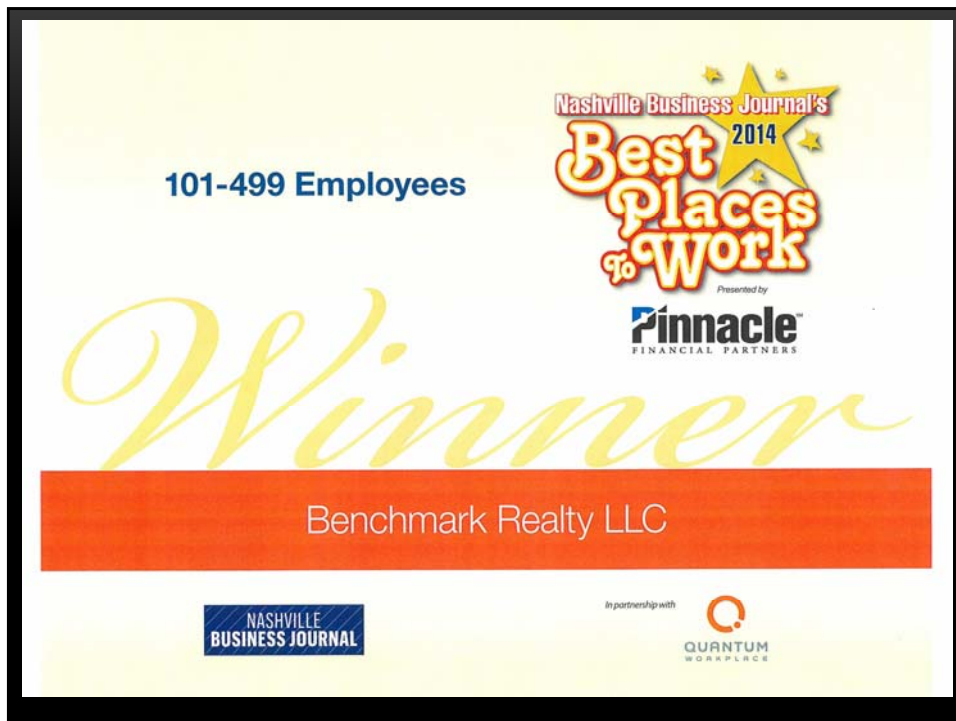 101-499 Employees
Nashville Business Journal's
2014
Best
Places
To Work
Presented by
Pinnacle℠
FINANCIAL PARTNERS
Winner
Benchmark Realty LLC
NASHVILLE
BUSINESS JOURNAL
In partnership with
QUANTUM
WORKPLACE